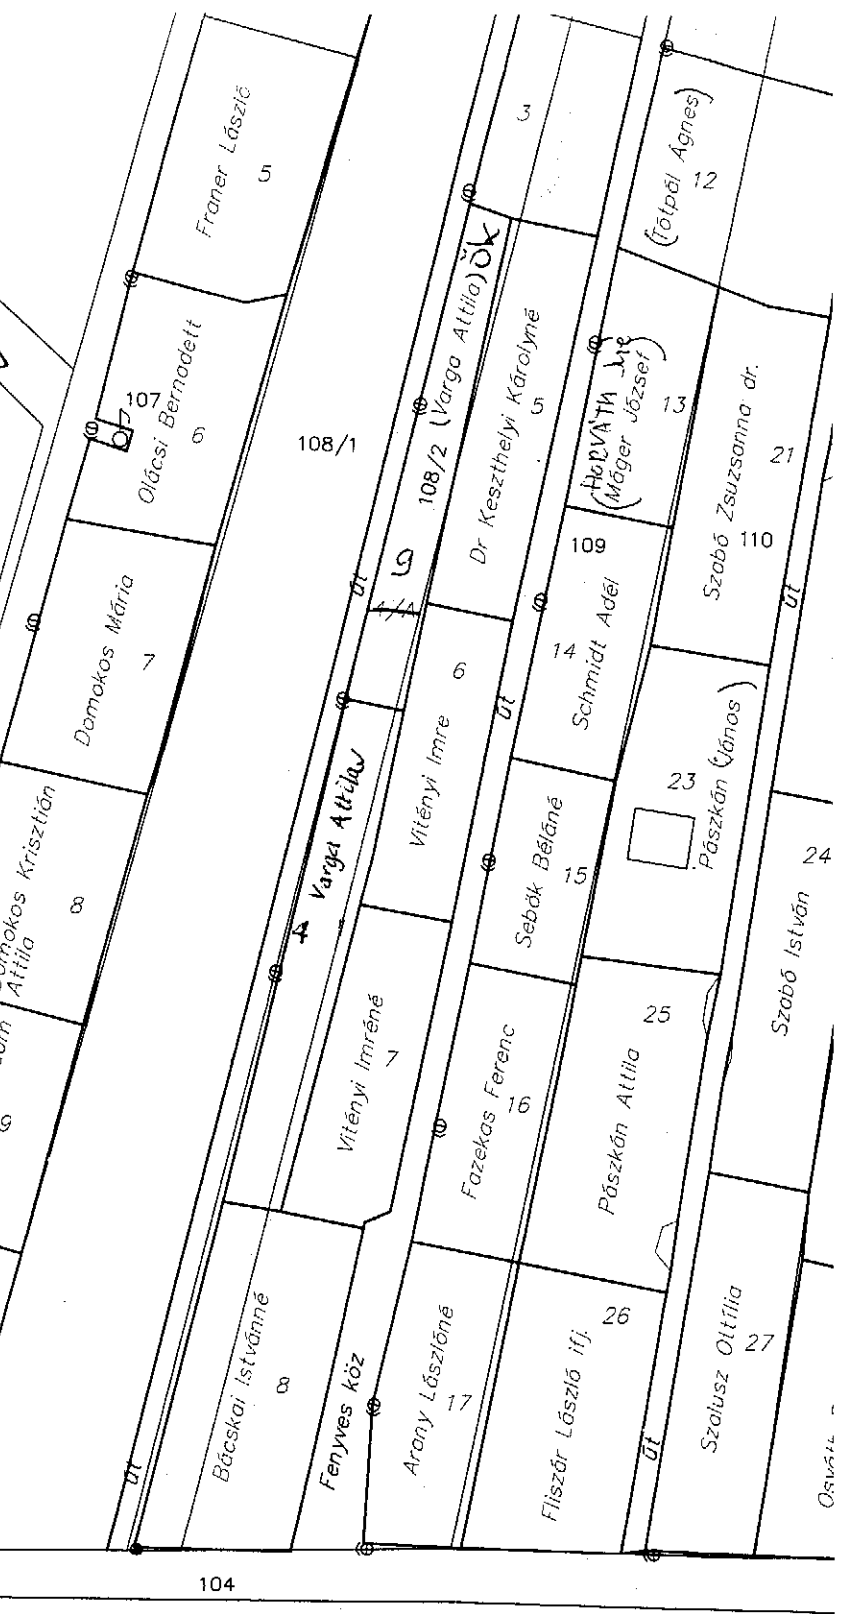 Franer László
5
107
Olácsi Bernadett
6
Domokos Mária
7
Krisztián
Attila
8
9
108/1
út
3
108/2 (Varga Attila) ŐK
Dr Keszthelyi Károlyné
5
9
Vitényi Imre
6
4 Varga Attila
Vitényi Imréné
7
Bácskai Istvánné
8
út
Fenyves köz
(Tótpál Ágnes)
12
(HORVÁTH
Máger József)
13
109
Schmidt Adél
14
út
Sebők Béláné
15
Fazekas Ferenc
16
Arany Lászlóné
17
Szabó Zsuzsanna dr.
21
110
út
Pászkán (János)
23
Szabó István
24
Pászkán Attila
25
Fliszár László ifj.
26
Szalusz Ottília
27
út
104